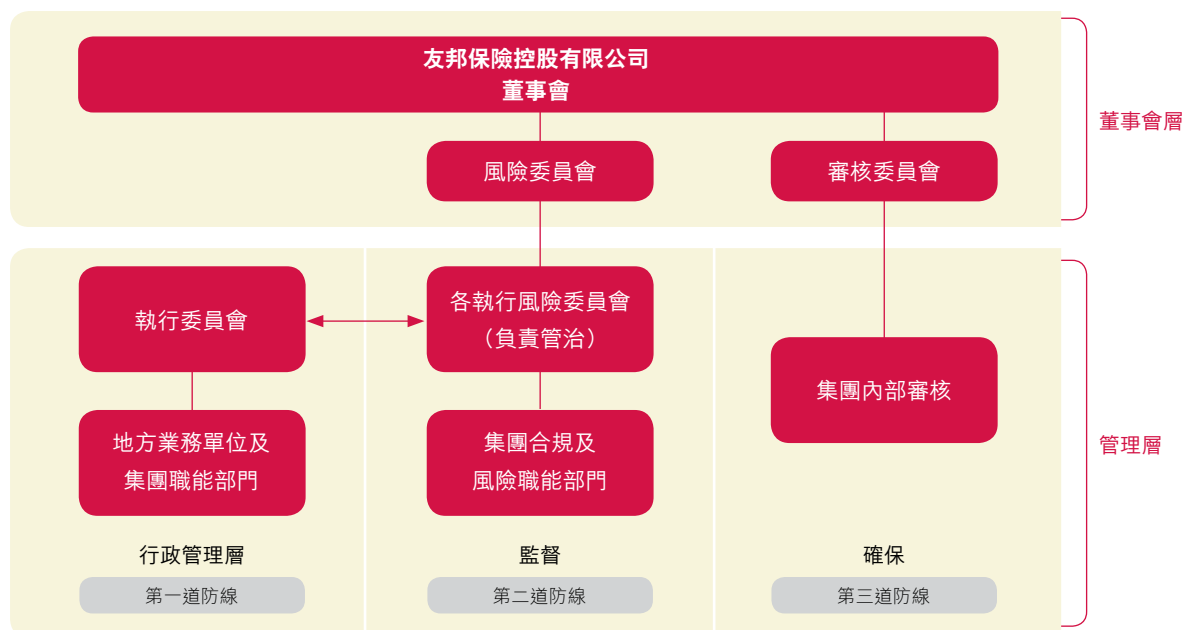 友邦保險控股有限公司
董事會
風險委員會
審核委員會
董事會層
執行委員會
各執行風險委員會
（負責管治）
集團內部審核
地方業務單位及
集團職能部門
集團合規及
風險職能部門
管理層
行政管理層
監督
確保
第一道防線
第二道防線
第三道防線